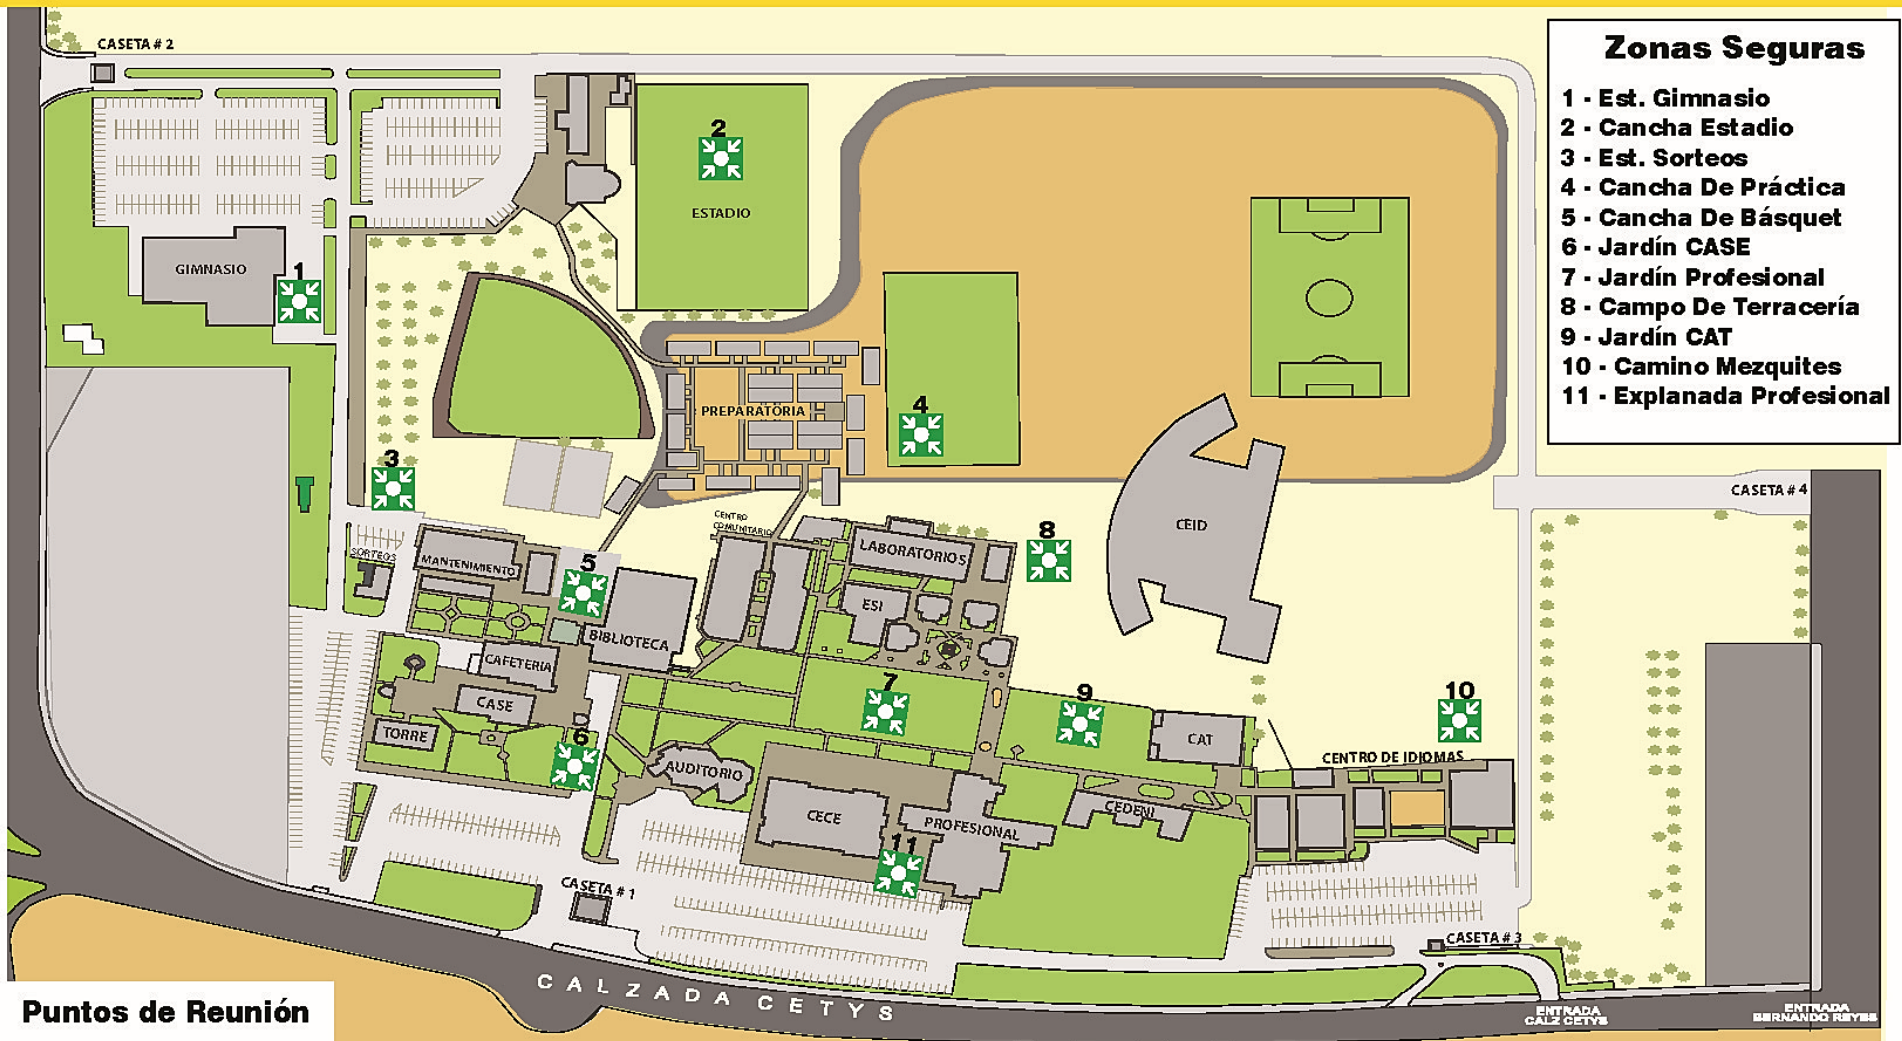 CASETA # 2
Zonas Seguras
1 - Est. Gimnasio
2 - Cancha Estadio
3 - Est. Sorteos
4 - Cancha De Práctica
5 - Cancha De Básquet
6 - Jardín CASE
7 - Jardín Profesional
8 - Campo De Terracería
9 - Jardín CAT
10 - Camino Mezquites
11 - Explanada Profesional
2
ESTADIO
GIMNASIO
1
PREPARATORIA
4
3
CASETA # 4
CENTRO
COMUNITARIO
CEID
8
SORTEOS
MANTENIMIENTO
5
LABORATORIOS
ESI
BIBLIOTECA
CAFETERIA
CASE
7
9
10
TORRE
6
CAT
AUDITORIO
CENTRO DE IDIOMAS
CECE
PROFESIONAL
CEDENI
11
CASETA # 1
CASETA # 3
CALZADA CETYS
Puntos de Reunión
ENTRADA
CALZ CETYS
ENTRADA
BERNANDO REYES